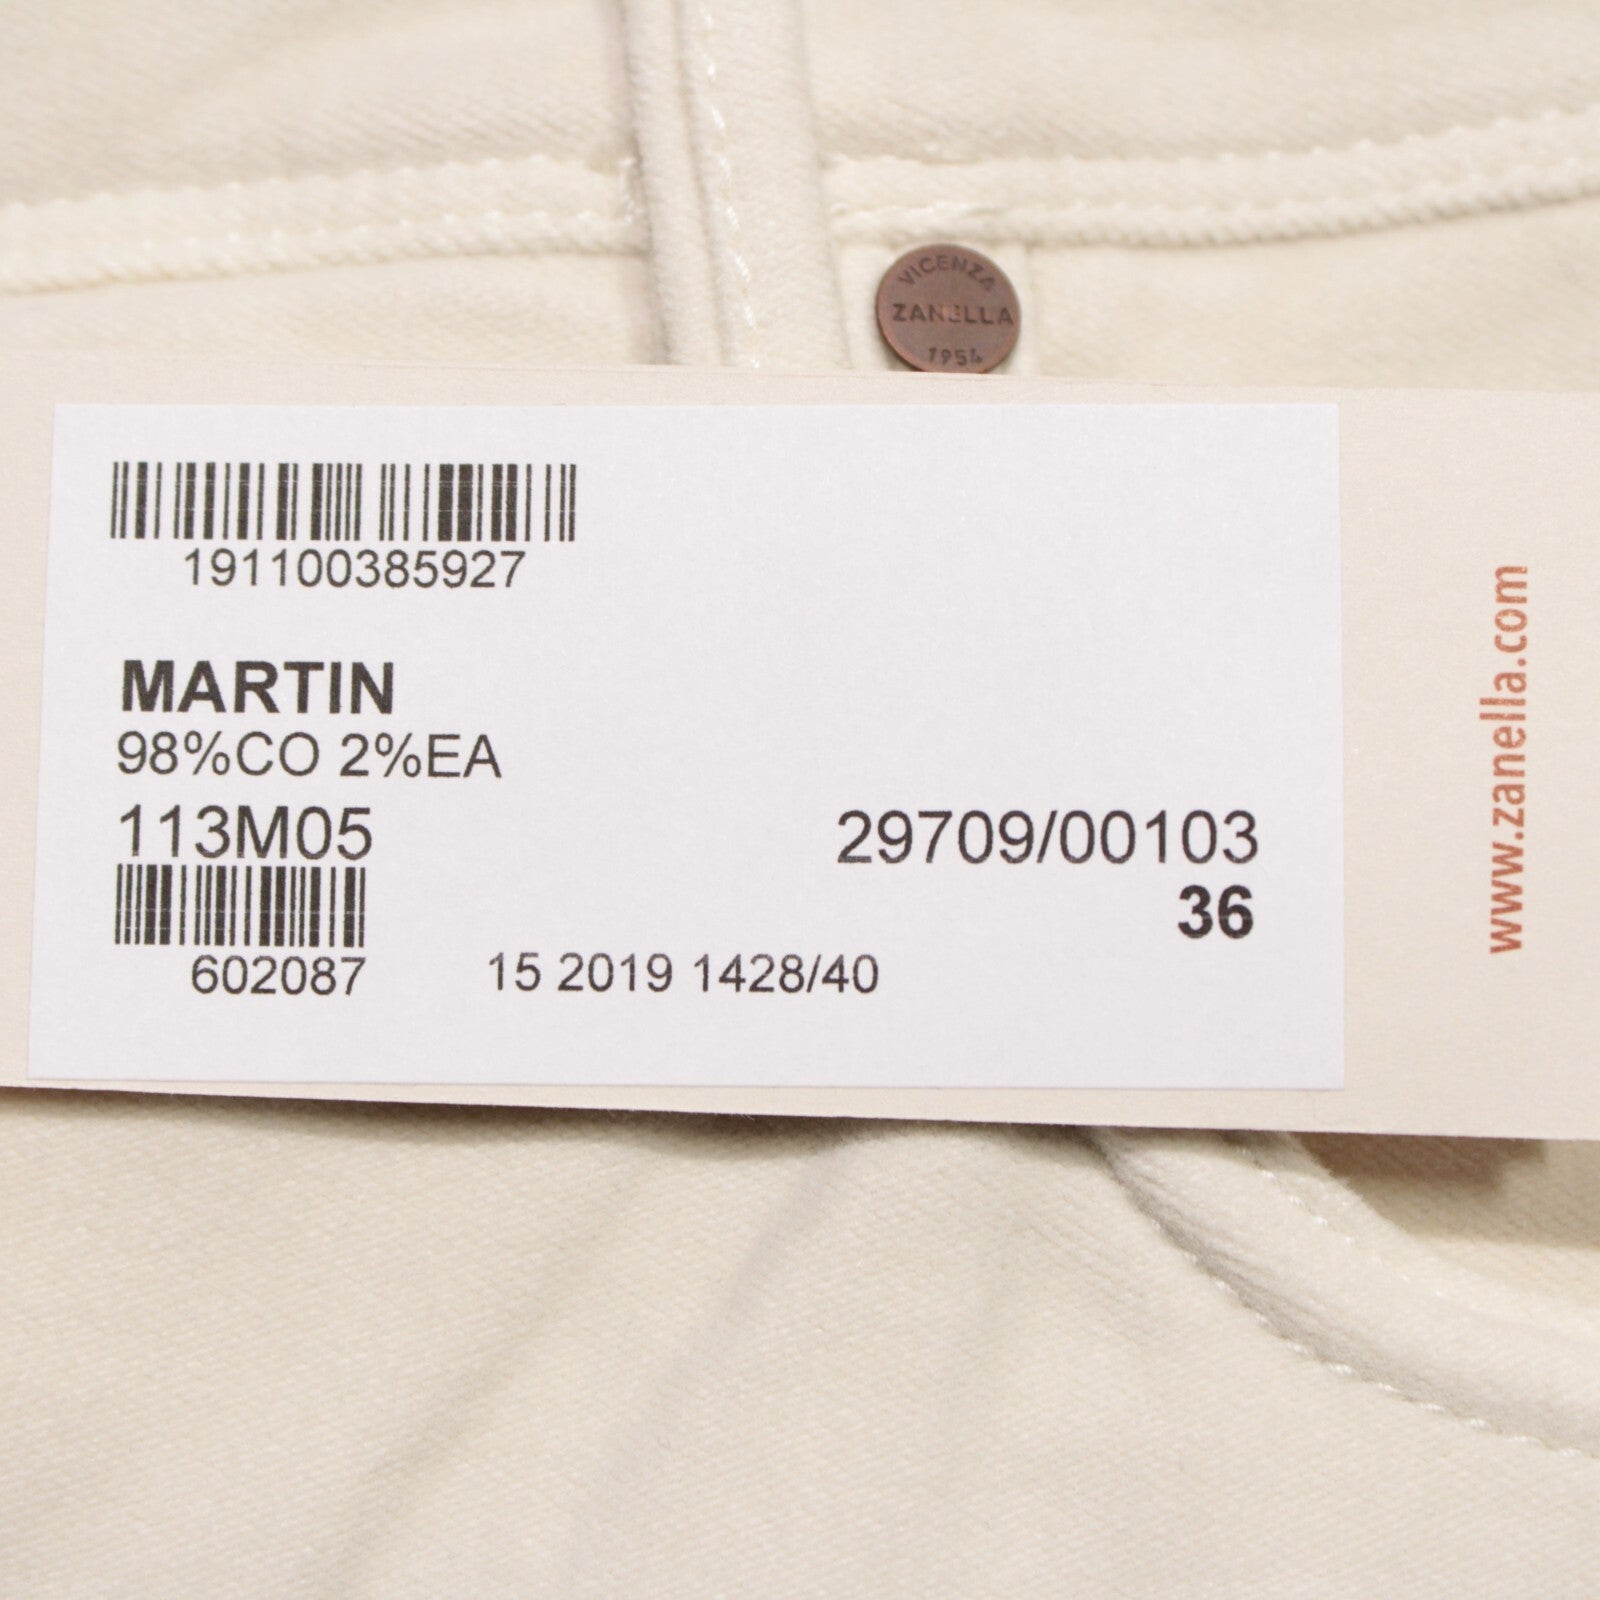 VICENZA
ZANELLA
1954
191100385927
MARTIN
98%CO 2%EA
113M05
29709/00103
36
602087
15 2019 1428/40
www.zanella.com